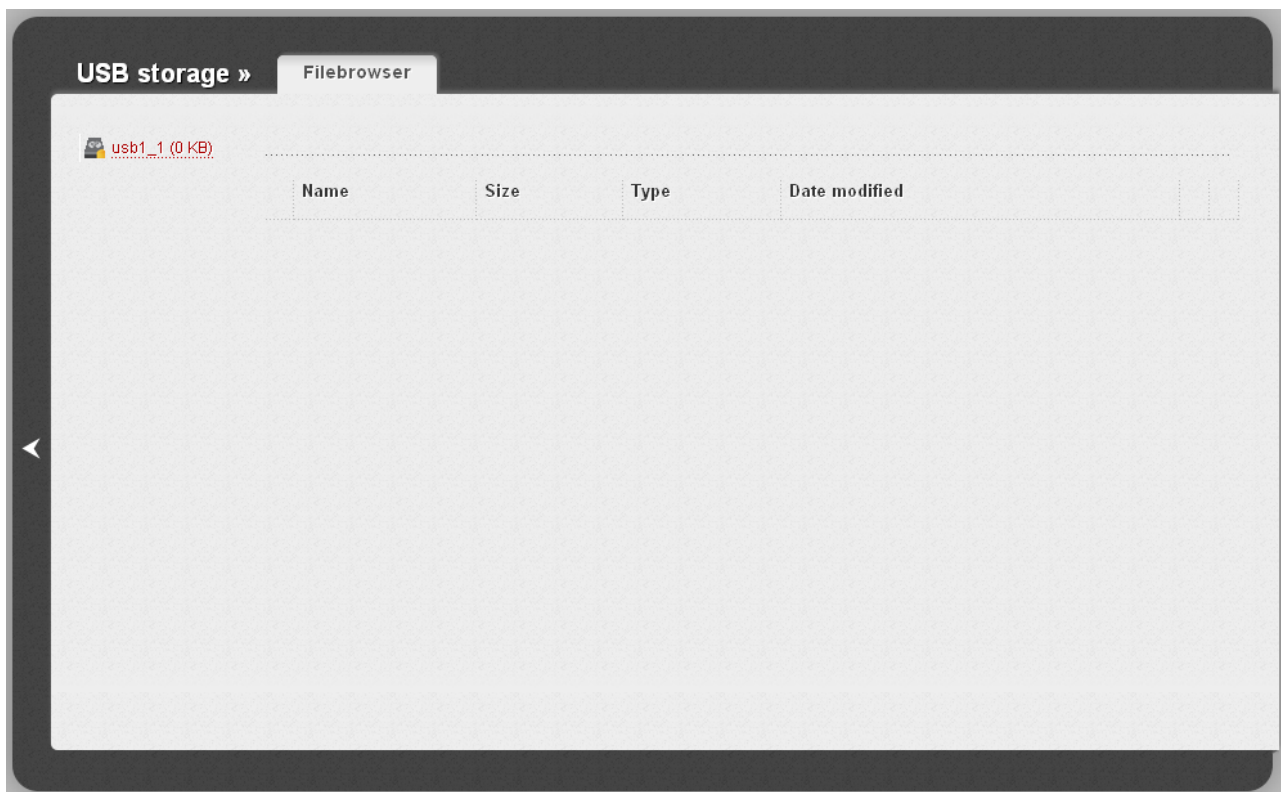 USB storage »
Filebrowser
usb1_1 (0 KB)
Name Size Type Date modified